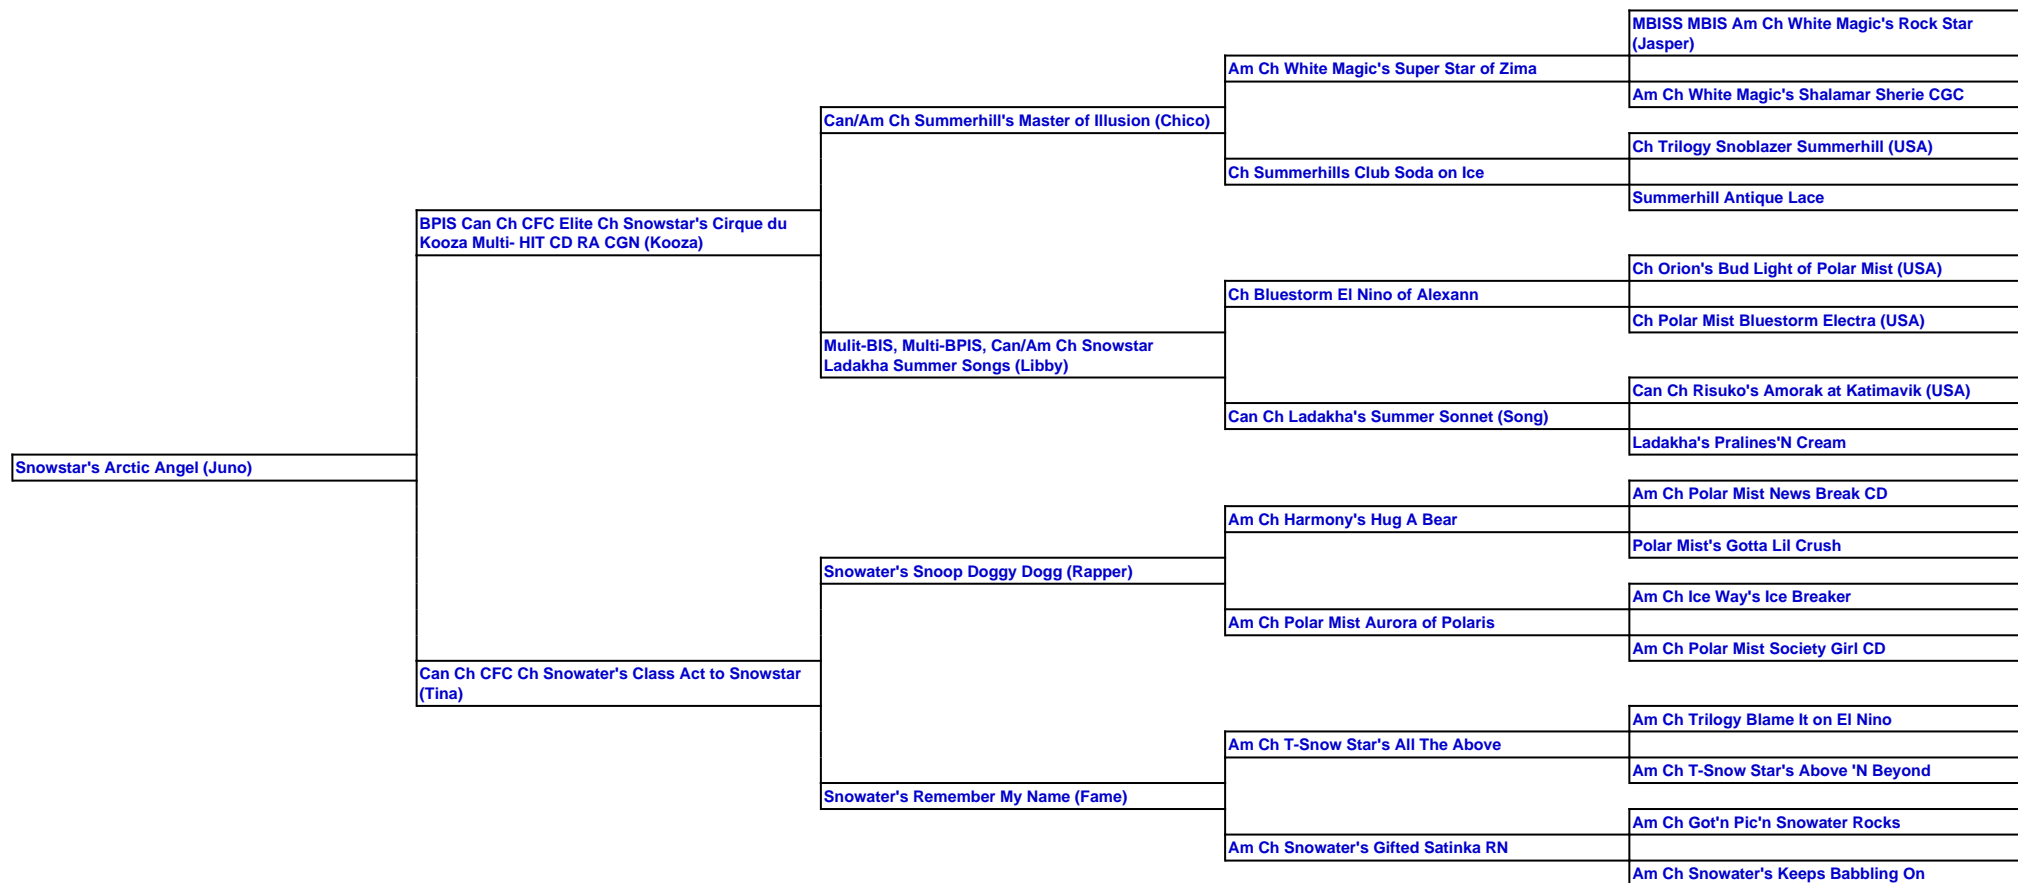 MBISS MBIS Am Ch White Magic's Rock Star
(Jasper)
Am Ch White Magic's Super Star of Zima
Am Ch White Magic's Shalamar Sherie CGC
Can/Am Ch Summerhill's Master of Illusion (Chico)
Ch Trilogy Snoblazer Summerhill (USA)
Ch Summerhills Club Soda on Ice
Summerhill Antique Lace
BPIS Can Ch CFC Elite Ch Snowstar's Cirque du
Kooza Multi- HIT CD RA CGN (Kooza)
Ch Orion's Bud Light of Polar Mist (USA)
Ch Bluestorm El Nino of Alexann
Ch Polar Mist Bluestorm Electra (USA)
Mulit-BIS, Multi-BPIS, Can/Am Ch Snowstar
Ladakha Summer Songs (Libby)
Can Ch Risuko's Amorak at Katimavik (USA)
Can Ch Ladakha's Summer Sonnet (Song)
Ladakha's Pralines'N Cream
Snowstar's Arctic Angel (Juno)
Am Ch Polar Mist News Break CD
Am Ch Harmony's Hug A Bear
Polar Mist's Gotta Lil Crush
Snowater's Snoop Doggy Dogg (Rapper)
Am Ch Ice Way's Ice Breaker
Am Ch Polar Mist Aurora of Polaris
Am Ch Polar Mist Society Girl CD
Can Ch CFC Ch Snowater's Class Act to Snowstar
(Tina)
Am Ch Trilogy Blame It on El Nino
Am Ch T-Snow Star's All The Above
Am Ch T-Snow Star's Above 'N Beyond
Snowater's Remember My Name (Fame)
Am Ch Got'n Pic'n Snowater Rocks
Am Ch Snowater's Gifted Satinka RN
Am Ch Snowater's Keeps Babbling On